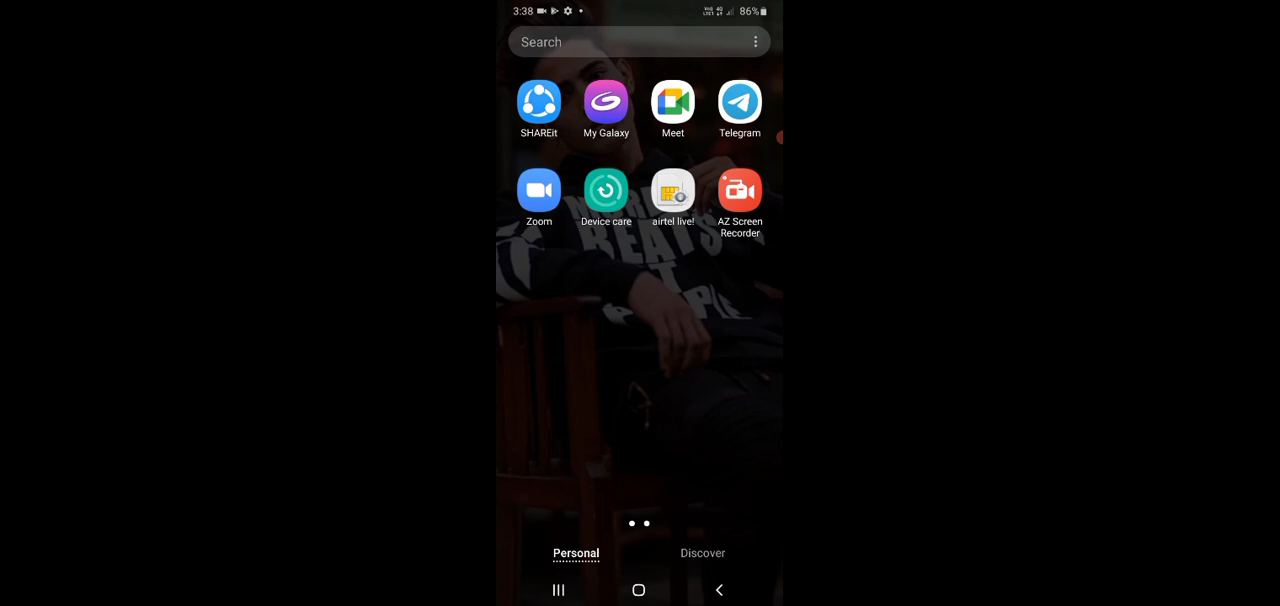 3:38 86%
Search
SHAREit My Galaxy Meet Telegram
Zoom Device care airtel live! AZ Screen
Recorder
BEATS
Personal Discover